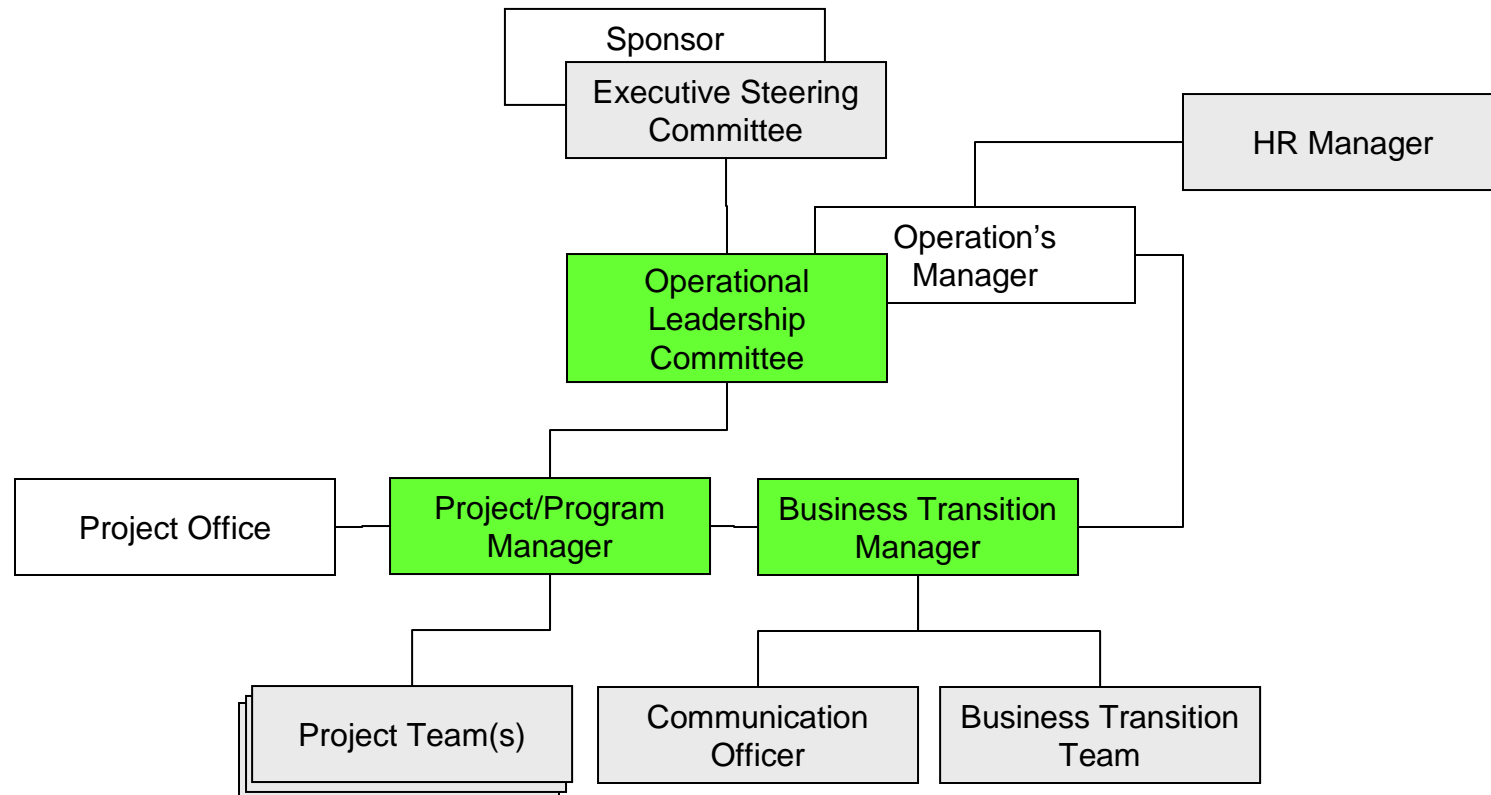 Sponsor
Executive Steering
Committee
HR Manager
Operation’s
Manager
Operational
Leadership
Committee
Project Office
Project/Program
Manager
Business Transition
Manager
Project Team(s)
Communication
Officer
Business Transition
Team